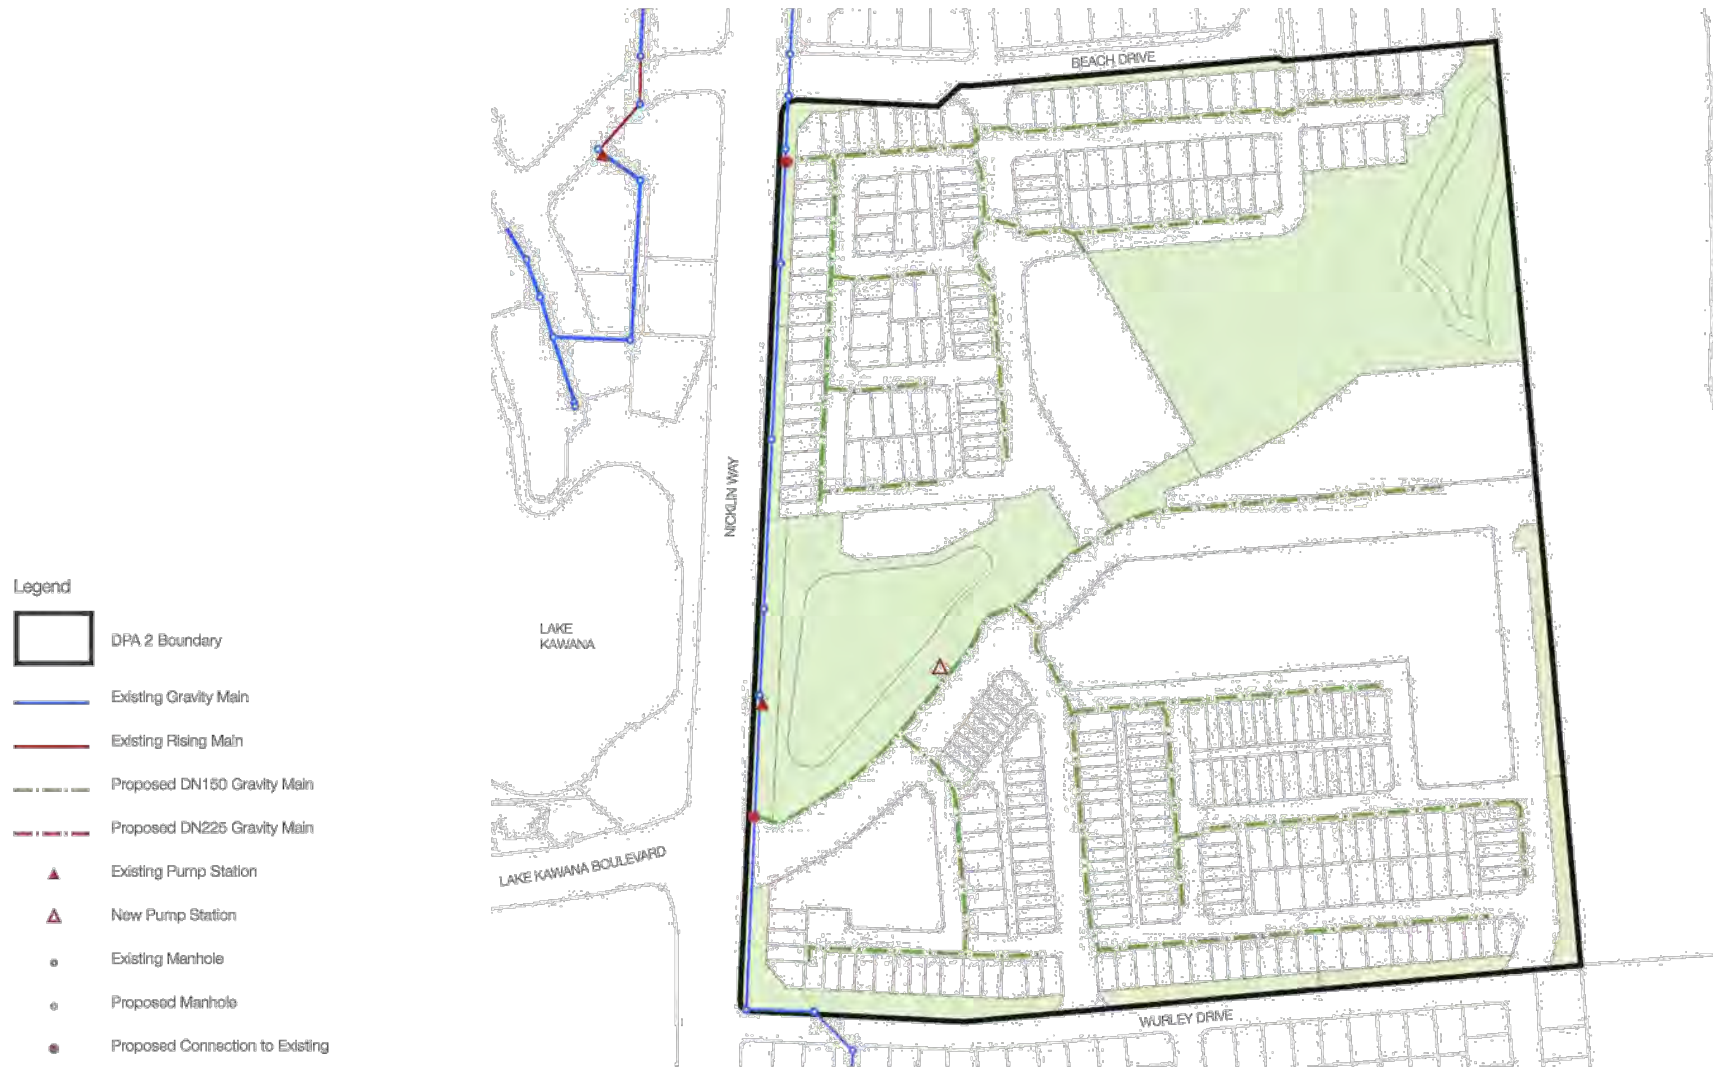 BEACH DRIVE
NICKLIN WAY
LAKE
KAWANA
LAKE KAWANA BOULEVARD
WURLEY DRIVE
Legend
DPA 2 Boundary
Existing Gravity Main
Existing Rising Main
Proposed DN150 Gravity Main
Proposed DN225 Gravity Main
Existing Pump Station
New Pump Station
Existing Manhole
Proposed Manhole
Proposed Connection to Existing